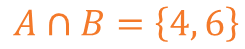 A ∩ B = {4, 6}